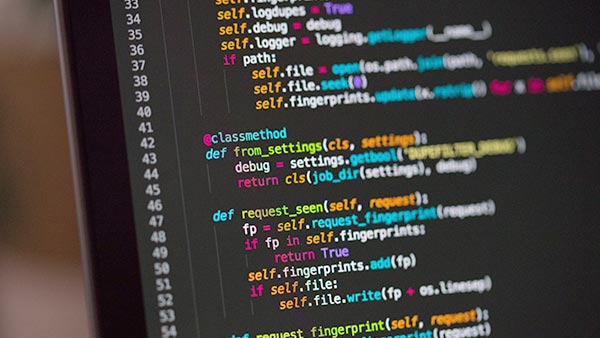 33
34 self.logdupes = True
35 self.debug = debug
36 self.logger = logging.getLogger(__name__)
37 if path:
38 self.file = open(os.path.join(path, 'requests.seen'),
39 self.file.seek(0)
40 self.fingerprints.update(x.rstrip() for x in self.file
41
42 @classmethod
43 def from_settings(cls, settings):
44 debug = settings.getbool("DUPEFILTER_DEBUG")
45 return cls(job_dir(settings), debug)
46
47 def request_seen(self, request):
48 fp = self.request_fingerprint(request)
49 if fp in self.fingerprints:
50 return True
51 self.fingerprints.add(fp)
52 if self.file:
53 self.file.write(fp + os.linesep)
54
def request_fingerprint(self, request):